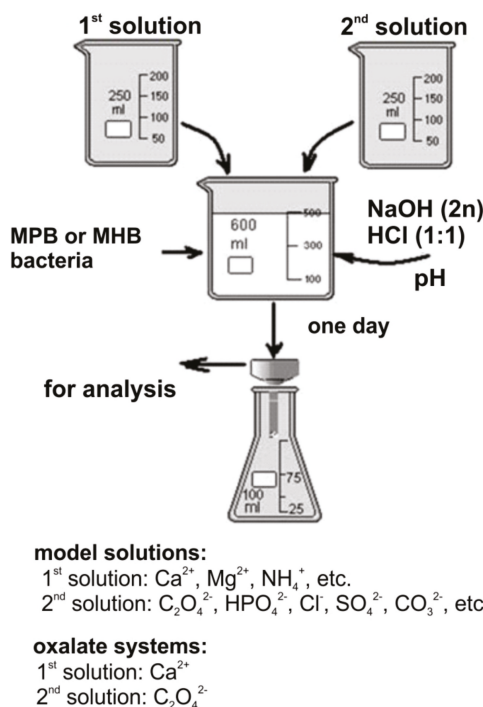 1st solution
2nd solution
250
ml
200
150
100
50
250
ml
200
150
100
50
600
ml
500
300
100
MPB or MHB
bacteria
NaOH (2n)
HCl (1:1)
pH
one day
for analysis
100
ml
75
25
model solutions:
1st solution: Ca²⁺, Mg²⁺, NH₄⁺, etc.
2nd solution: C₂O₄²⁻, HPO₄²⁻, Cl⁻, SO₄²⁻, CO₃²⁻, etc
oxalate systems:
1st solution: Ca²⁺
2nd solution: C₂O₄²⁻